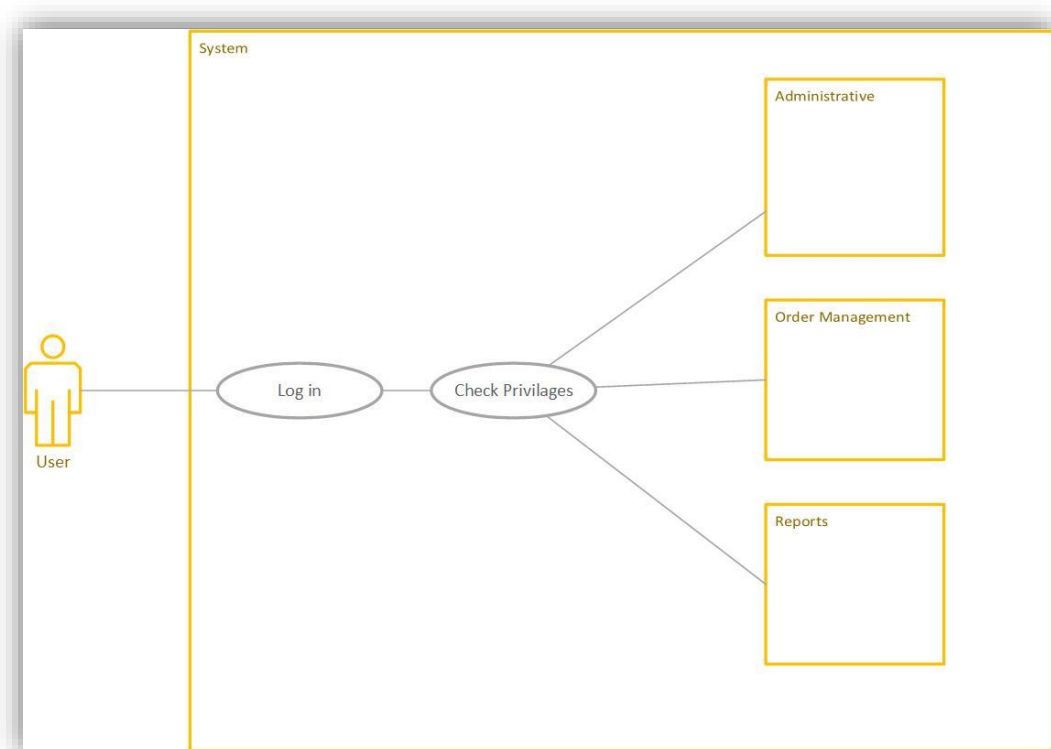 System
Administrative
Order Management
Log in
Check Privilages
User
Reports